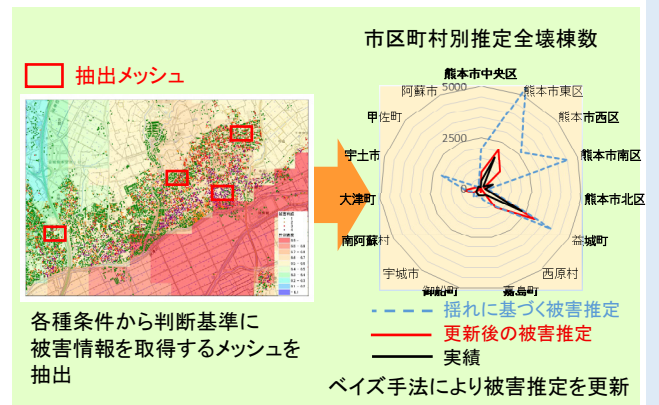 抽出メッシュ
各種条件から判断基準に
被害情報を取得するメッシュを
抽出
市区町村別推定全壊棟数
熊本市中央区
熊本市東区
熊本市西区
熊本市南区
熊本市北区
益城町
西原村
嘉島町
御船町
宇城市
南阿蘇村
大津町
宇土市
甲佐町
阿蘇市
5000
2500
0
揺れに基づく被害推定
更新後の被害推定
実績
ベイズ手法により被害推定を更新